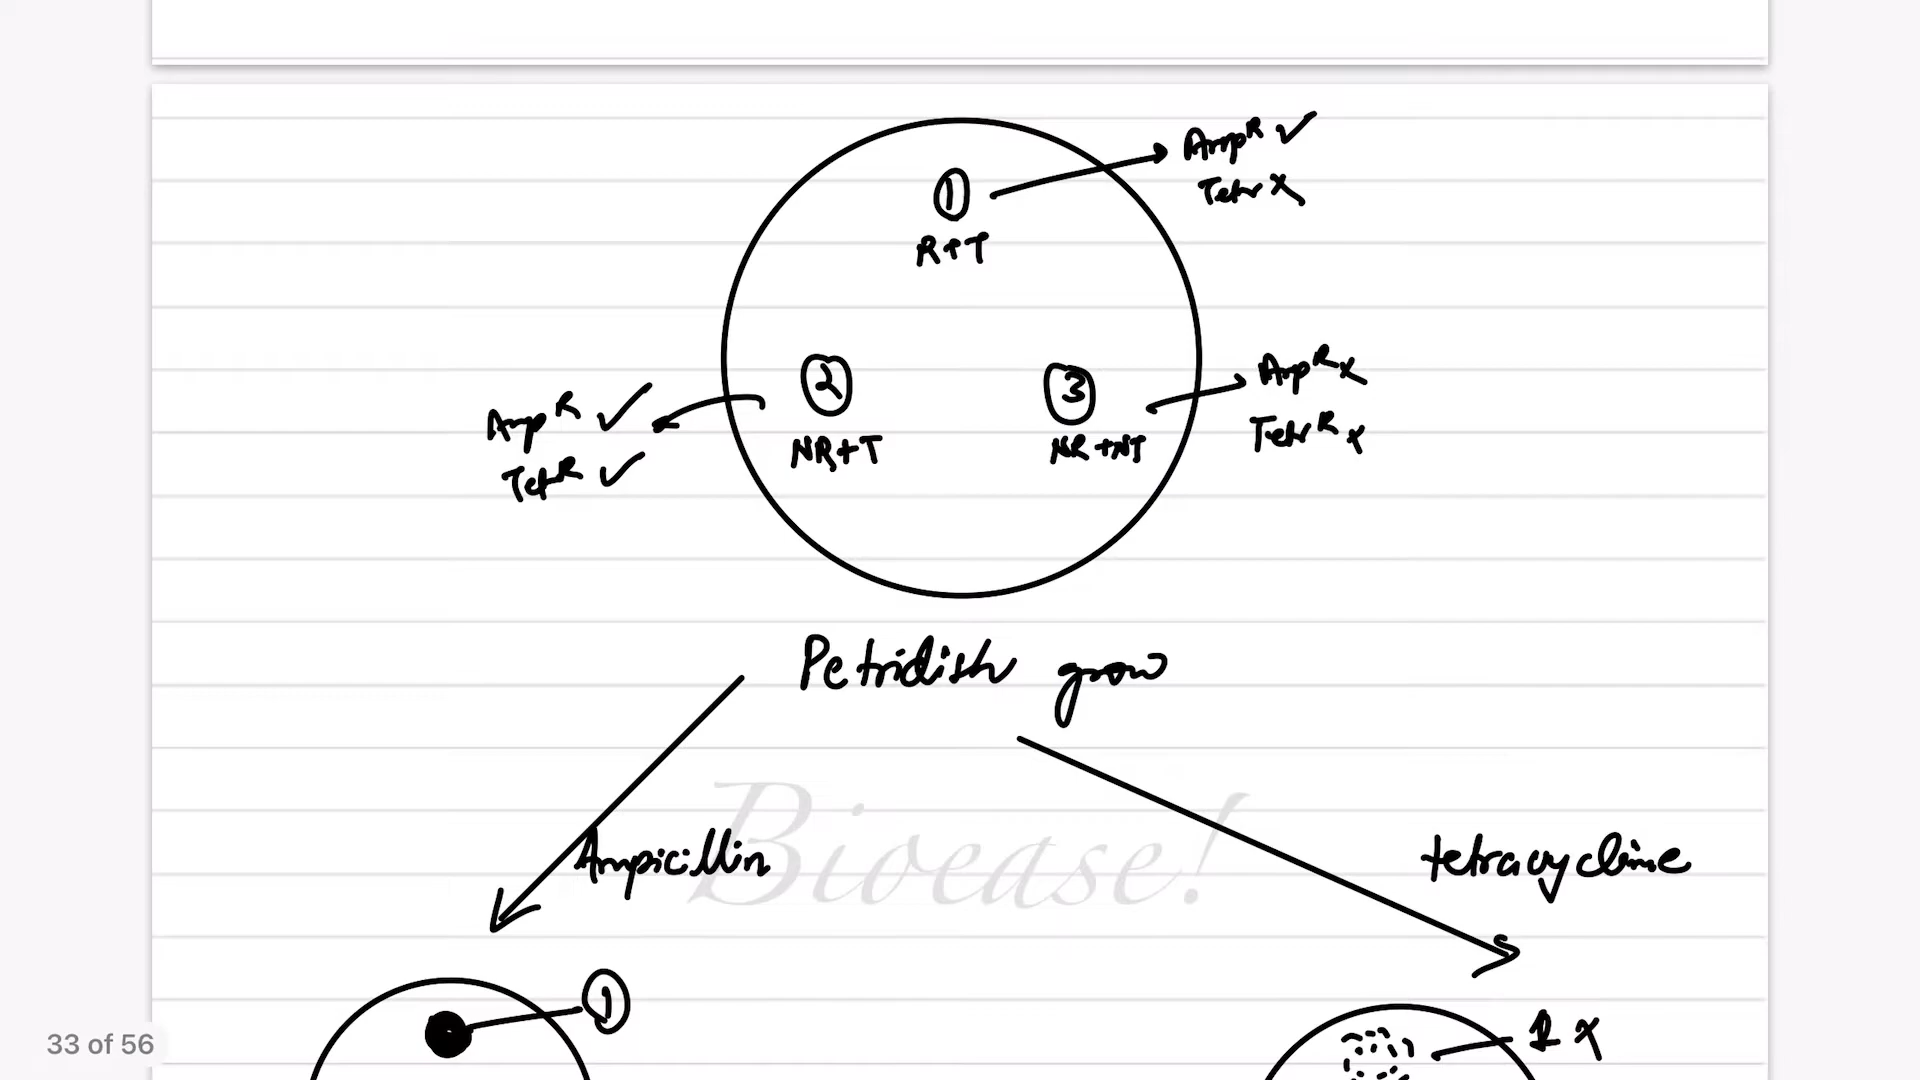 AmpR ✓
Tetr X
①
R+T
②
NR+T
③
NR+NT
AmpR ✓
TetR ✓
AmpR x
TetrR x
Petridish grow
Ampicillin
tetracycline
Bioease!
①
1 X
33 of 56